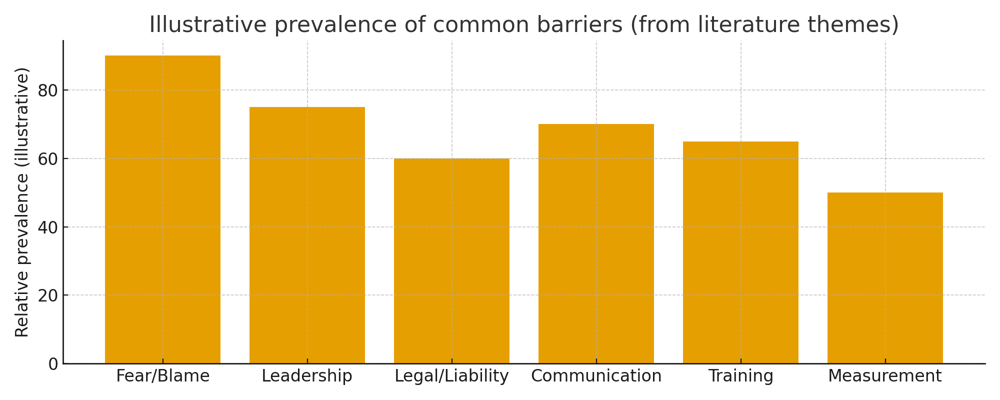 Illustrative prevalence of common barriers (from literature themes)
Relative prevalence (illustrative)
80
60
40
20
0
Fear/Blame Leadership Legal/Liability Communication Training Measurement